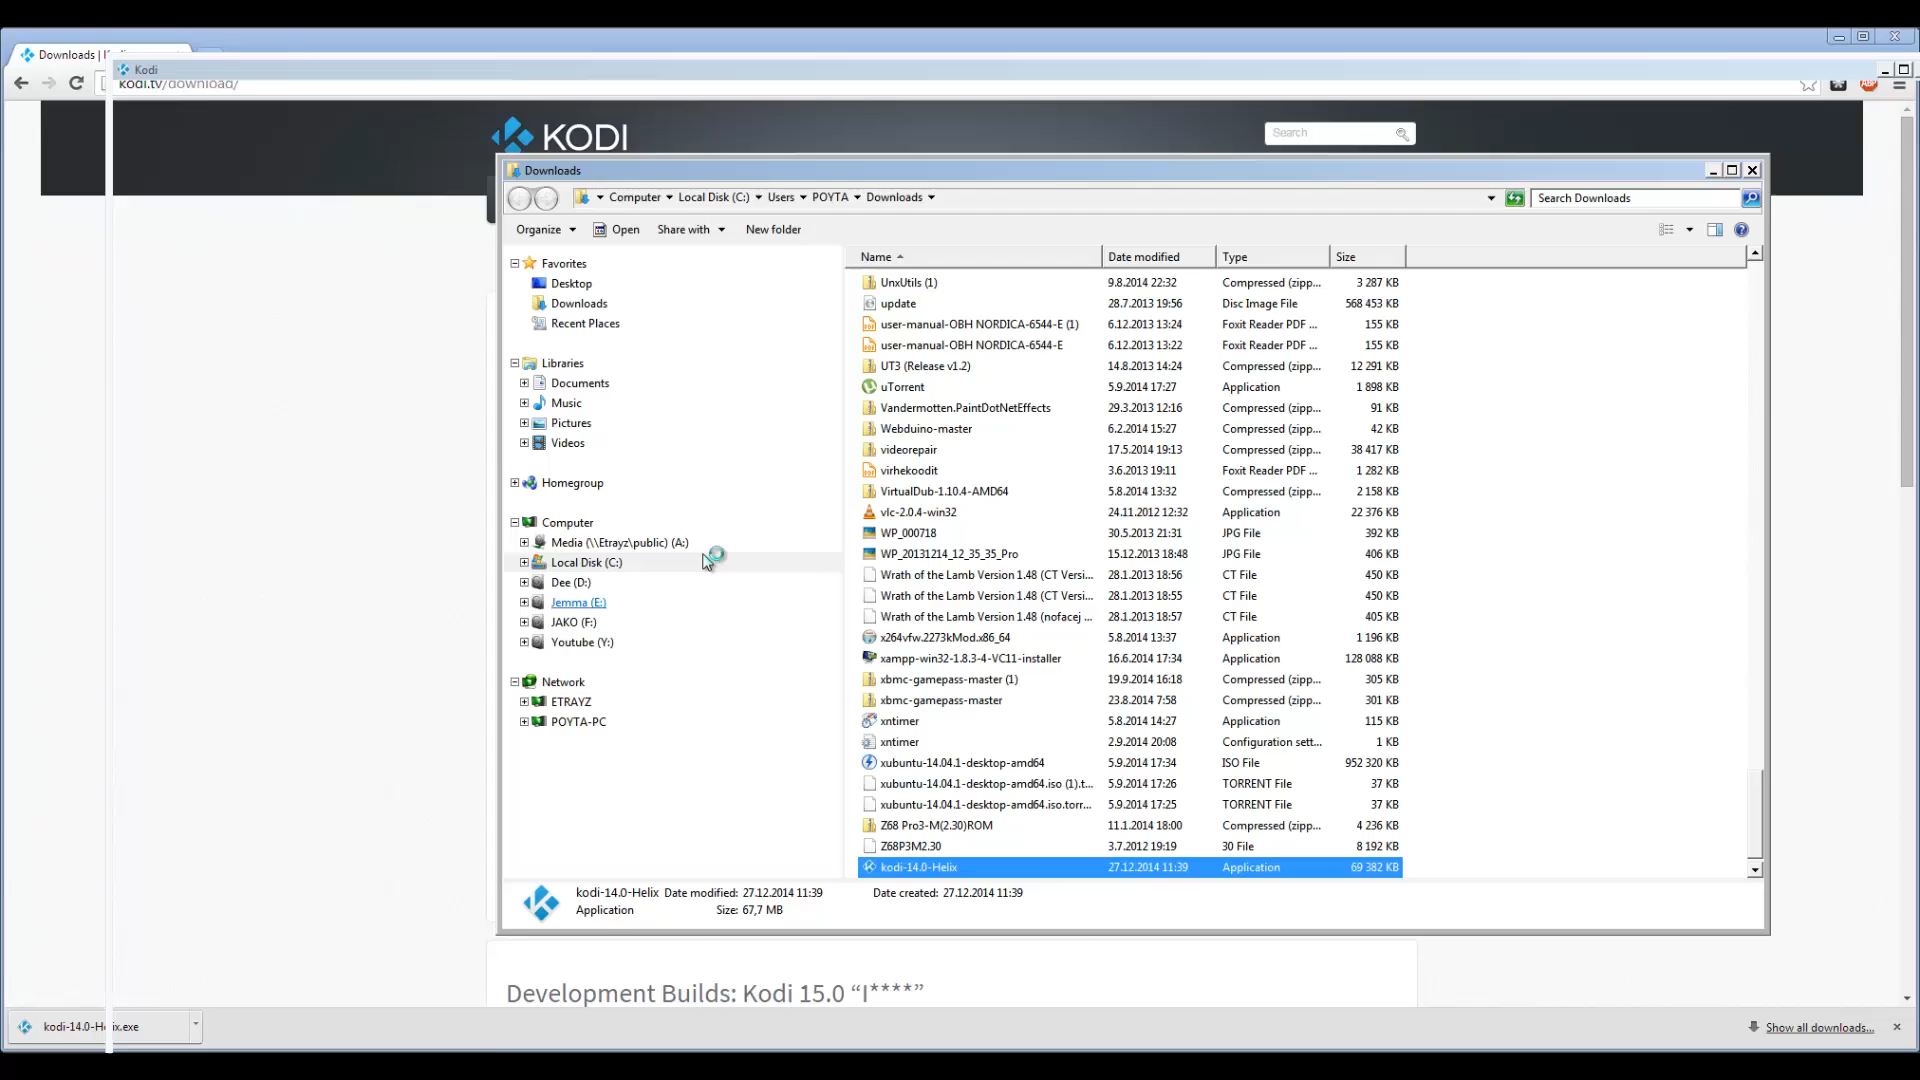 Downloads |
Kodi
kodi.tv/download/
KODI
Search
Downloads
Computer Local Disk (C:) Users POYTA Downloads
Search Downloads
Organize Open Share with New folder
Favorites
Desktop
Downloads
Recent Places
Libraries
Documents
Music
Pictures
Videos
Homegroup
Computer
Media (\\Etrayz\public) (A:)
Local Disk (C:)
Dee (D:)
Jemma (E:)
JAKO (F:)
Youtube (Y:)
Network
ETRAYZ
POYTA-PC
Name Date modified Type Size
UnxUtils (1) 9.8.2014 22:32 Compressed (zipp... 3 287 KB
update 28.7.2013 19:56 Disc Image File 568 453 KB
user-manual-OBH NORDICA-6544-E (1) 6.12.2013 13:24 Foxit Reader PDF ... 155 KB
user-manual-OBH NORDICA-6544-E 6.12.2013 13:22 Foxit Reader PDF ... 155 KB
UT3 (Release v1.2) 14.8.2013 14:24 Compressed (zipp... 12 291 KB
uTorrent 5.9.2014 17:27 Application 1 898 KB
Vandermotten.PaintDotNetEffects 29.3.2013 12:16 Compressed (zipp... 91 KB
Webduino-master 6.2.2014 15:27 Compressed (zipp... 42 KB
videorepair 17.5.2014 19:13 Compressed (zipp... 38 417 KB
virhekoodit 3.6.2013 19:11 Foxit Reader PDF ... 1 282 KB
VirtualDub-1.10.4-AMD64 5.8.2014 13:32 Compressed (zipp... 2 158 KB
vlc-2.0.4-win32 24.11.2012 12:32 Application 22 376 KB
WP_000718 30.5.2013 21:31 JPG File 392 KB
WP_20131214_12_35_35_Pro 15.12.2013 18:48 JPG File 406 KB
Wrath of the Lamb Version 1.48 (CT Versi... 28.1.2013 18:56 CT File 450 KB
Wrath of the Lamb Version 1.48 (CT Versi... 28.1.2013 18:55 CT File 450 KB
Wrath of the Lamb Version 1.48 (nofacej ... 28.1.2013 18:57 CT File 405 KB
x264vfw.2273kMod.x86_64 5.8.2014 13:37 Application 1 196 KB
xampp-win32-1.8.3-4-VC11-installer 16.6.2014 17:34 Application 128 088 KB
xbmc-gamepass-master (1) 19.9.2014 16:18 Compressed (zipp... 305 KB
xbmc-gamepass-master 23.8.2014 7:58 Compressed (zipp... 301 KB
xntimer 5.8.2014 14:27 Application 115 KB
xntimer 2.9.2014 20:08 Configuration sett... 1 KB
xubuntu-14.04.1-desktop-amd64 5.9.2014 17:34 ISO File 952 320 KB
xubuntu-14.04.1-desktop-amd64.iso (1).t... 5.9.2014 17:26 TORRENT File 37 KB
xubuntu-14.04.1-desktop-amd64.iso.torr... 5.9.2014 17:25 TORRENT File 37 KB
Z68 Pro3-M(2.30)ROM 11.1.2014 18:00 Compressed (zipp... 4 236 KB
Z68P3M2.30 3.7.2012 19:19 30 File 8 192 KB
kodi-14.0-Helix 27.12.2014 11:39 Application 69 382 KB
kodi-14.0-Helix Date modified: 27.12.2014 11:39 Date created: 27.12.2014 11:39
Application Size: 67,7 MB
Development Builds: Kodi 15.0 “I****”
kodi-14.0-Helix.exe
Show all downloads...